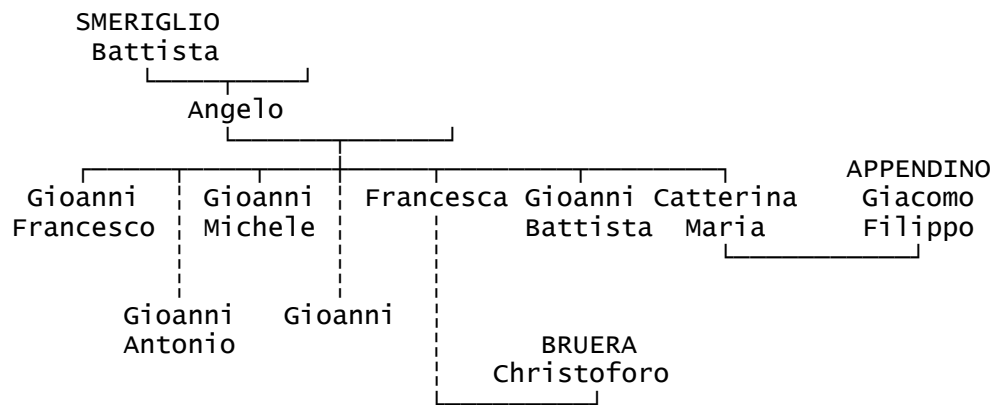 SMERIGLIO
Battista
Angelo
APPENDINO
Gioanni Gioanni Francesca Gioanni Catterina Giacomo
Francesco Michele Battista Maria Filippo
Gioanni Gioanni
Antonio BRUERA
Christoforo